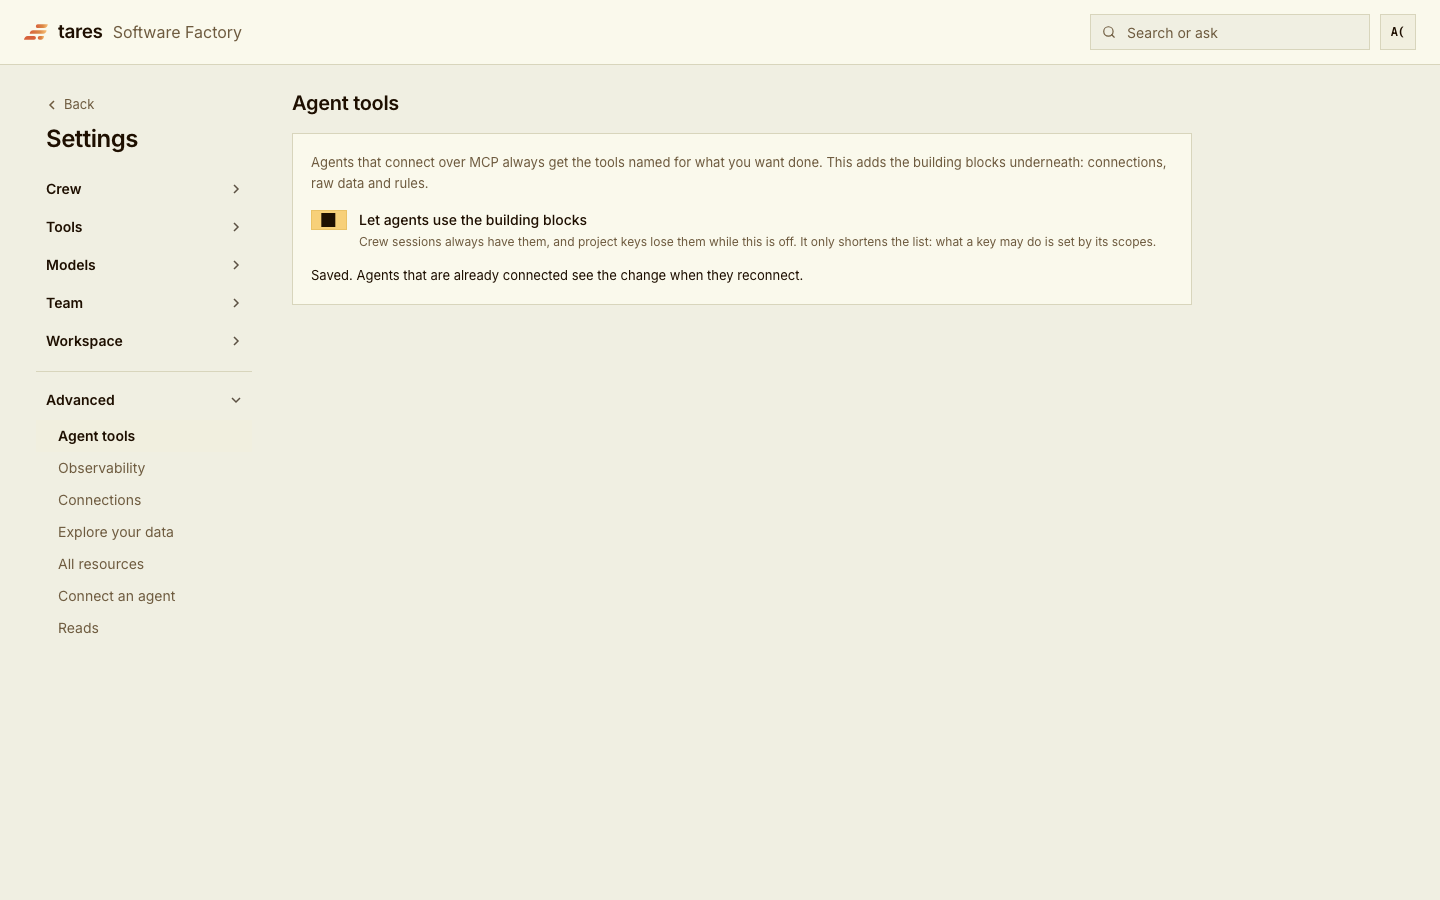 tares Software Factory
Search or ask
A(
Back
Settings
Crew
Tools
Models
Team
Workspace
Advanced
Agent tools
Observability
Connections
Explore your data
All resources
Connect an agent
Reads
Agent tools
Agents that connect over MCP always get the tools named for what you want done. This adds the building blocks underneath: connections,
raw data and rules.
Let agents use the building blocks
Crew sessions always have them, and project keys lose them while this is off. It only shortens the list: what a key may do is set by its scopes.
Saved. Agents that are already connected see the change when they reconnect.